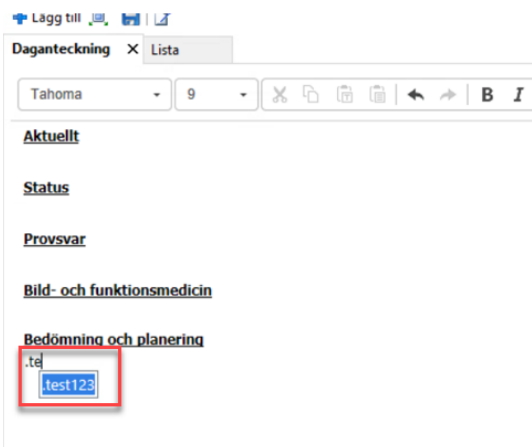 Lägg till
Daganteckning X Lista
Tahoma 9 B I
Aktuellt
Status
Provsvar
Bild- och funktionsmedicin
Bedömning och planering
.te
.test123